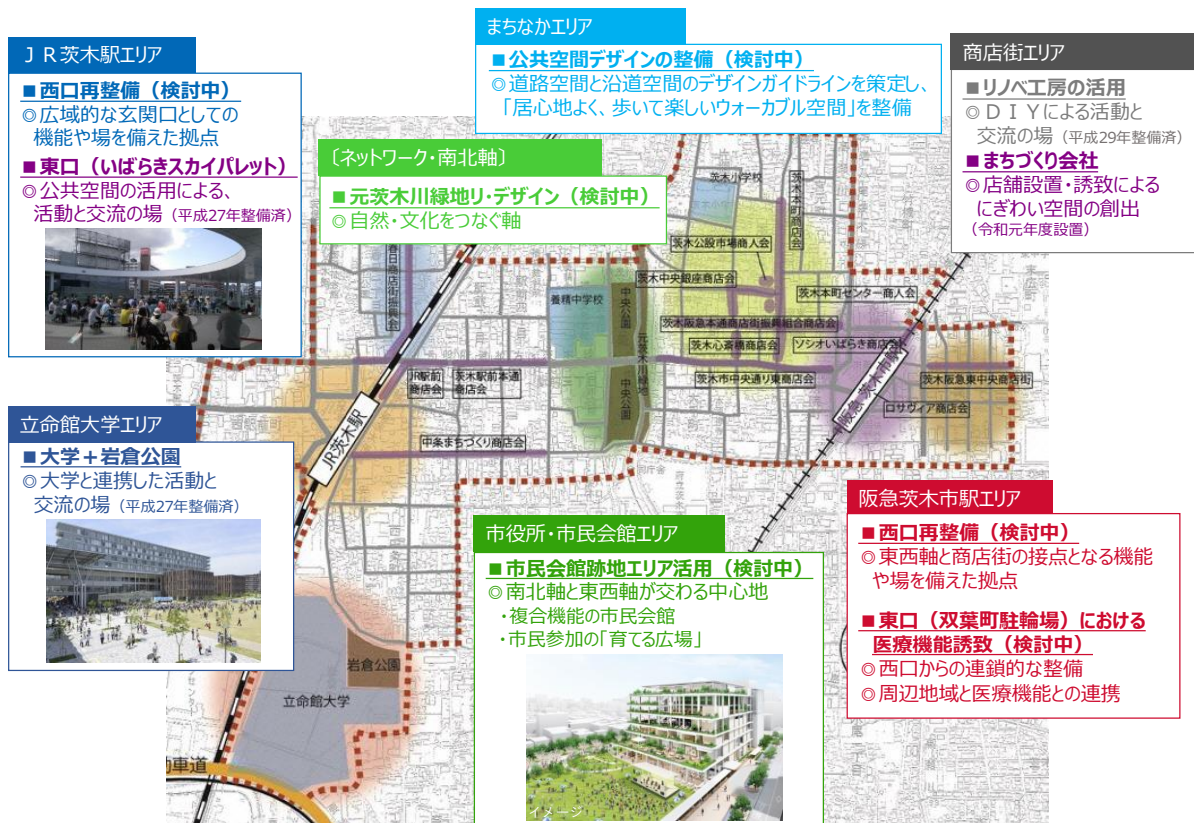 ＪＲ茨木駅エリア
■西口再整備（検討中）
◎広域的な玄関口としての
機能や場を備えた拠点
■東口（いばらきスカイパレット）
◎公共空間の活用による、
活動と交流の場（平成27年整備済）
まちなかエリア
■公共空間デザインの整備（検討中）
◎道路空間と沿道空間のデザインガイドラインを策定し、
「居心地よく、歩いて楽しいウォーカブル空間」を整備
商店街エリア
■リノベ工房の活用
◎ＤＩＹによる活動と
交流の場（平成29年整備済）
■まちづくり会社
◎店舗設置・誘致による
にぎわい空間の創出
（令和元年度設置）
〔ネットワーク・南北軸〕
■元茨木川緑地リ・デザイン（検討中）
◎自然・文化をつなぐ軸
茨木小学校
茨木本町商店会
春日商店街振興会
茨木公設市場商人会
茨木中央銀座商店会
茨木本町センター商人会
養精中学校
中央公園
元茨木川緑地
茨木阪急本通商店街振興組合商店会
茨木心斎橋商店会
ソシオいばらき商店会
JR駅前
商店会
茨木駅前本通
商店会
中央公園
茨木市中央通り東商店会
阪急 茨木市駅
茨木阪急東中央商店街
ロサヴィア商店会
JR茨木駅
中条まちづくり商店会
立命館大学エリア
■大学＋岩倉公園
◎大学と連携した活動と
交流の場（平成27年整備済）
岩倉公園
立命館大学
動車道
市役所・市民会館エリア
■市民会館跡地エリア活用（検討中）
◎南北軸と東西軸が交わる中心地
・複合機能の市民会館
・市民参加の「育てる広場」
イメージ
阪急茨木市駅エリア
■西口再整備（検討中）
◎東西軸と商店街の接点となる機能
や場を備えた拠点
■東口（双葉町駐輪場）における
医療機能誘致（検討中）
◎西口からの連鎖的な整備
◎周辺地域と医療機能との連携